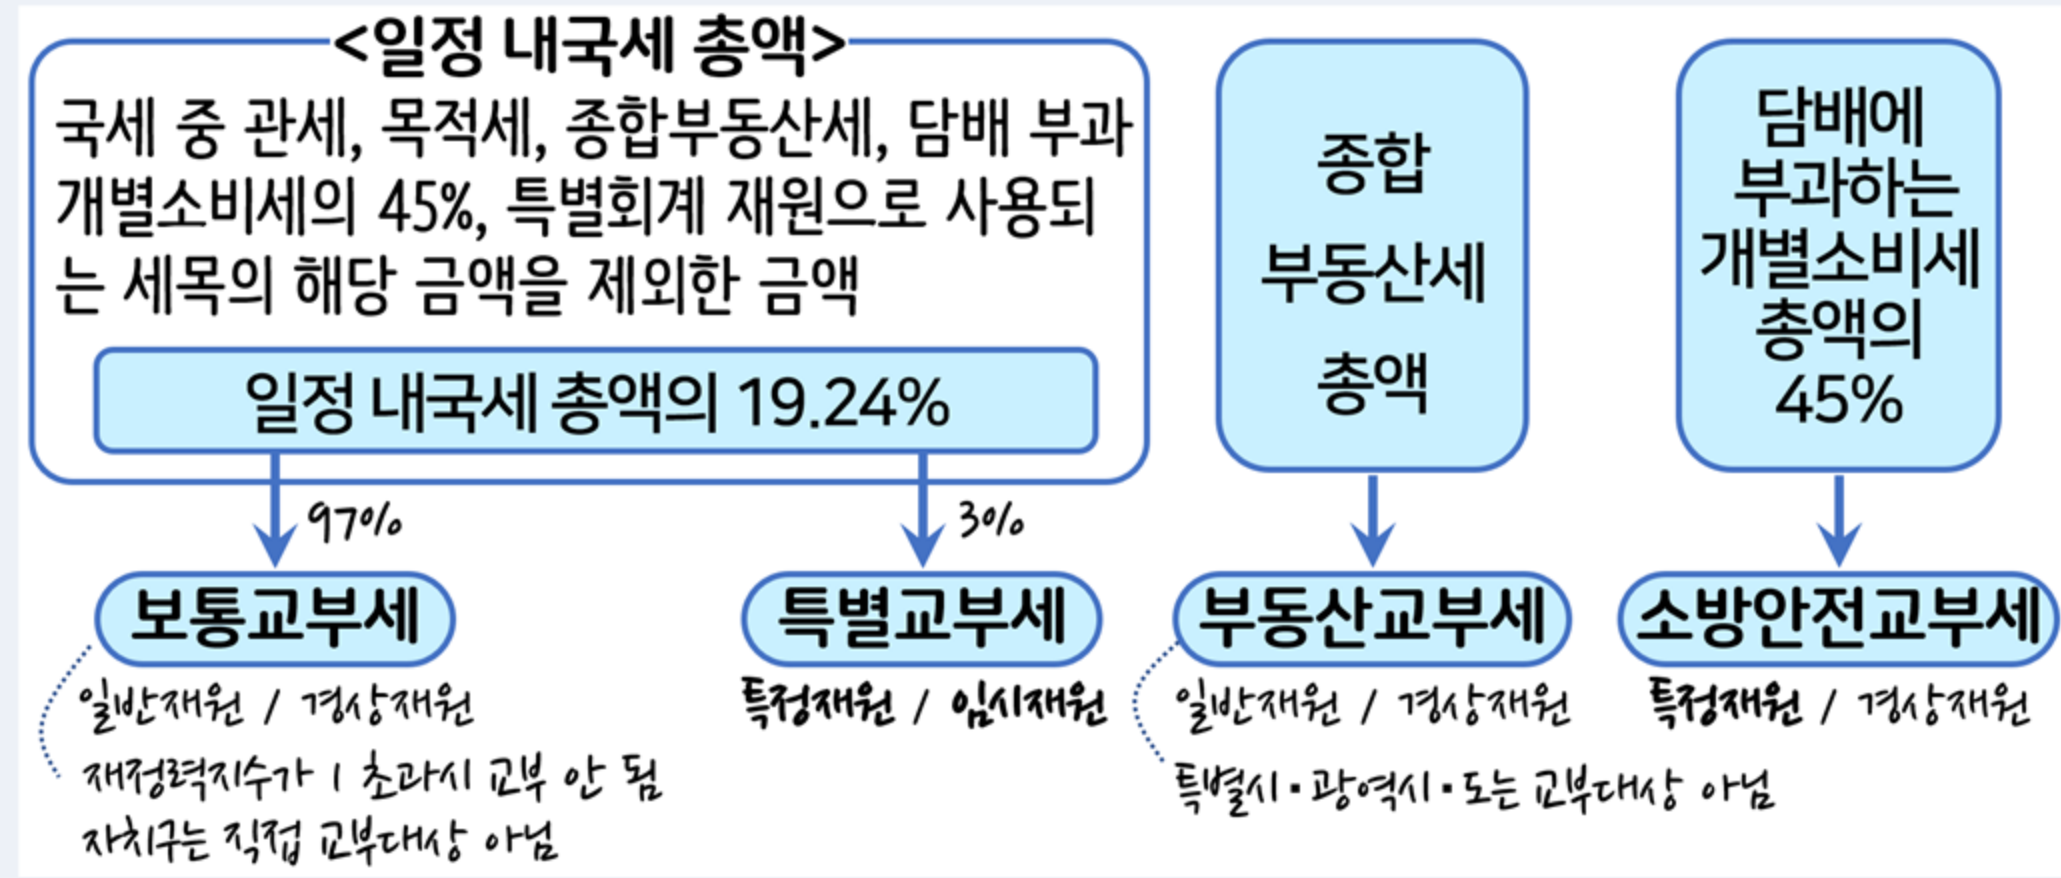 <일정 내국세 총액>
국세 중 관세, 목적세, 종합부동산세, 담배 부과
개별소비세의 45%, 특별회계 재원으로 사용되
는 세목의 해당 금액을 제외한 금액
일정 내국세 총액의 19.24%
종합
부동산세
총액
담배에
부과하는
개별소비세
총액의
45%
97%
3%
보통교부세
특별교부세
부동산교부세
소방안전교부세
일반재원 / 경상재원
특정재원 / 임시재원
일반재원 / 경상재원
특정재원 / 경상재원
재정력지수가 1 초과시 교부 안 됨
자치구는 직접 교부대상 아님
특별시·광역시·도는 교부대상 아님